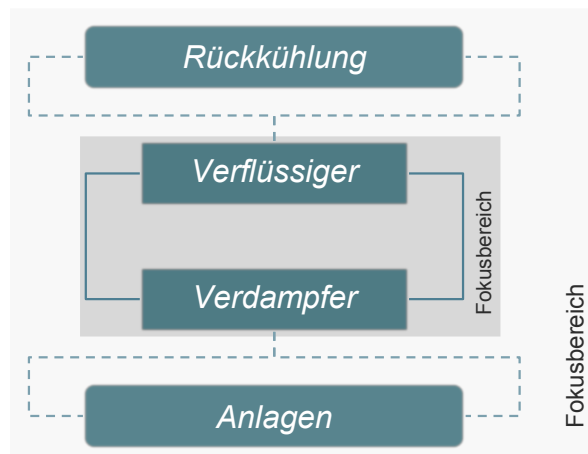 Rückkühlung
Verflüssiger
Fokusbereich
Verdampfer
Fokusbereich
Anlagen